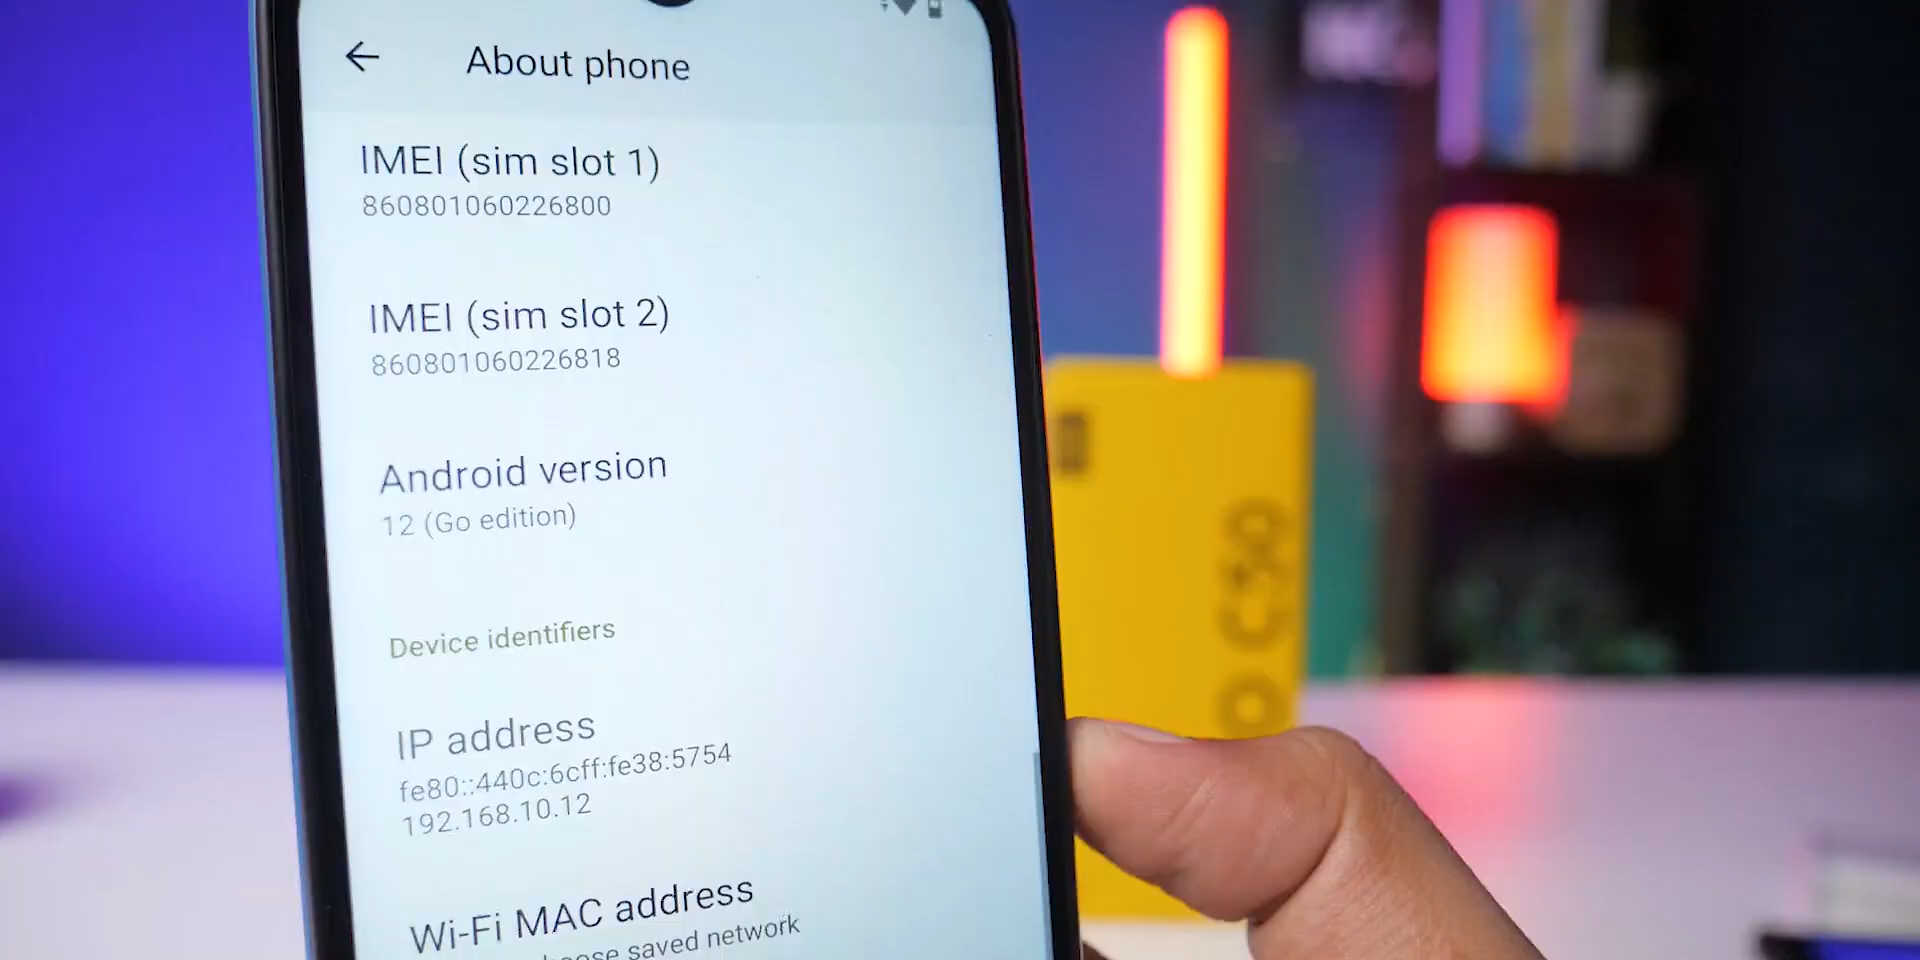 About phone
IMEI (sim slot 1)
860801060226800
IMEI (sim slot 2)
860801060226818
Android version
12 (Go edition)
Device identifiers
IP address
fe80::440c:6cff:fe38:5754
192.168.10.12
Wi-Fi MAC address
saved network
C50